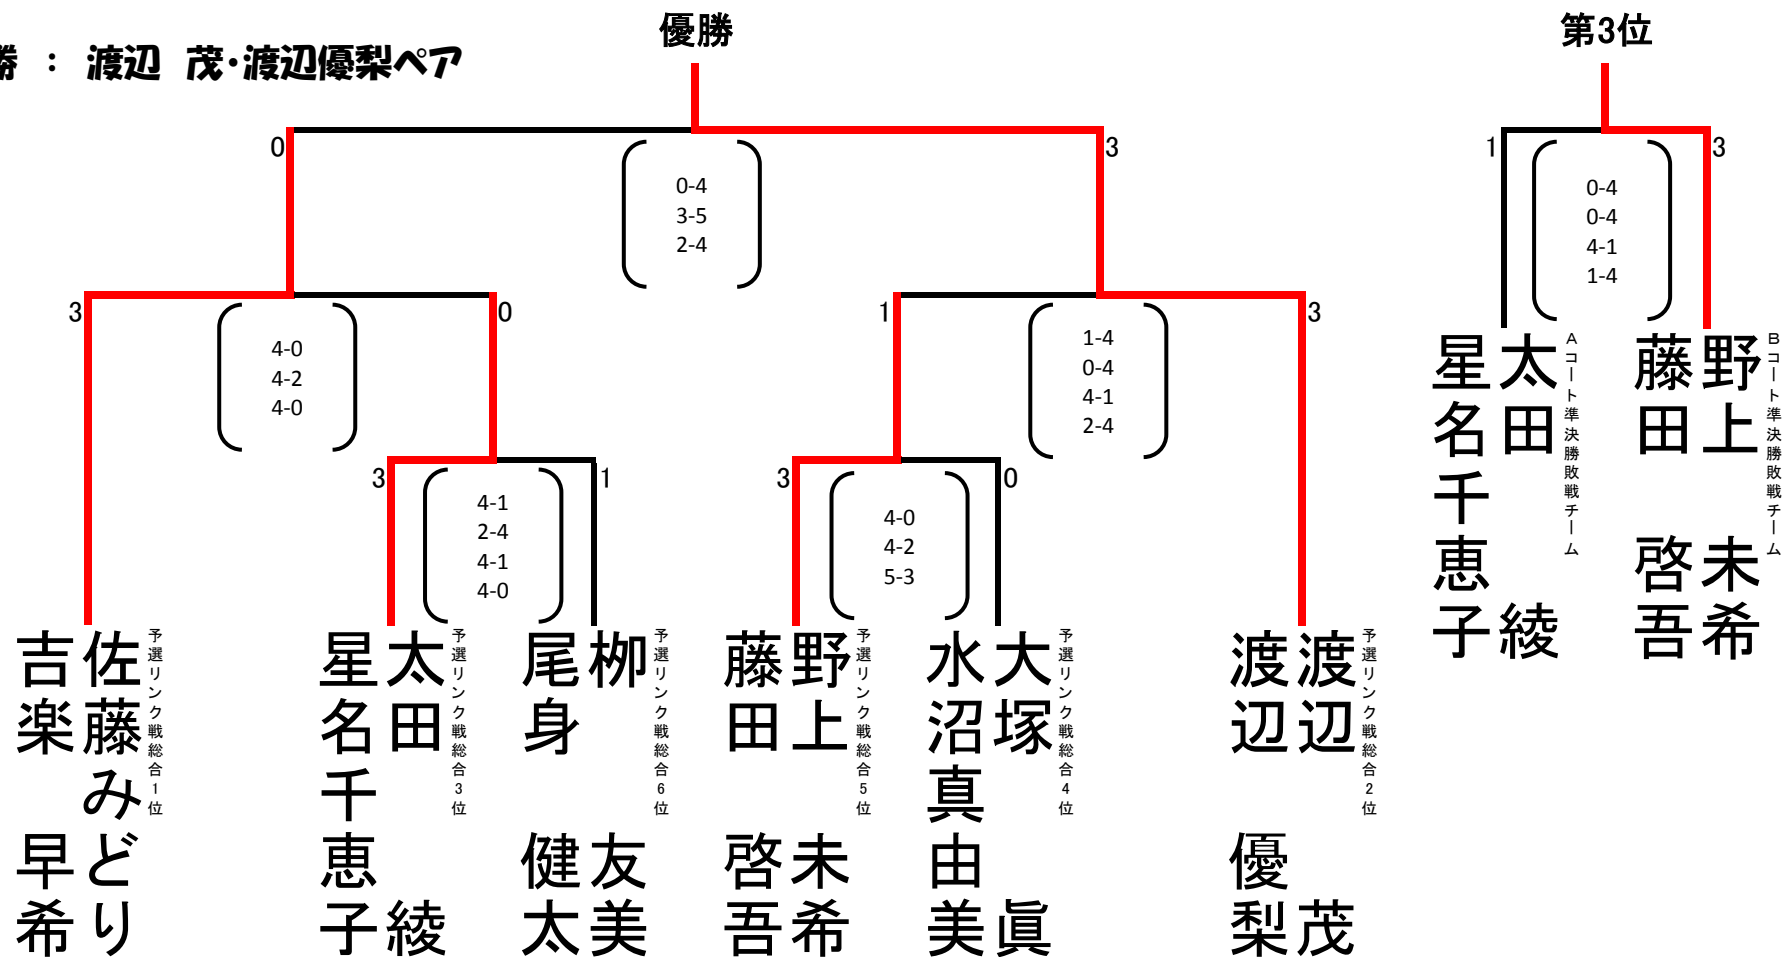 勝 ： 渡辺 茂・渡辺優梨ペア
優勝
第3位
0
3
0-4
3-5
2-4
1
3
0-4
0-4
4-1
1-4
3
0
4-0
4-2
4-0
1
3
1-4
0-4
4-1
2-4
3
1
4-1
2-4
4-1
4-0
3
0
4-0
4-2
5-3
Aコート準決勝敗戦チーム
太田 綾
星名千恵子
Bコート準決勝敗戦チーム
野上 未希
藤田 啓吾
予選リンク戦総合1位
佐藤みどり
吉楽 早希
予選リンク戦総合3位
太田 綾
星名千恵子
予選リンク戦総合6位
栁 友美
尾身 健太
予選リンク戦総合5位
野上 未希
藤田 啓吾
予選リンク戦総合4位
大塚 眞
水沼真由美
予選リンク戦総合2位
渡辺 茂
渡辺 優梨